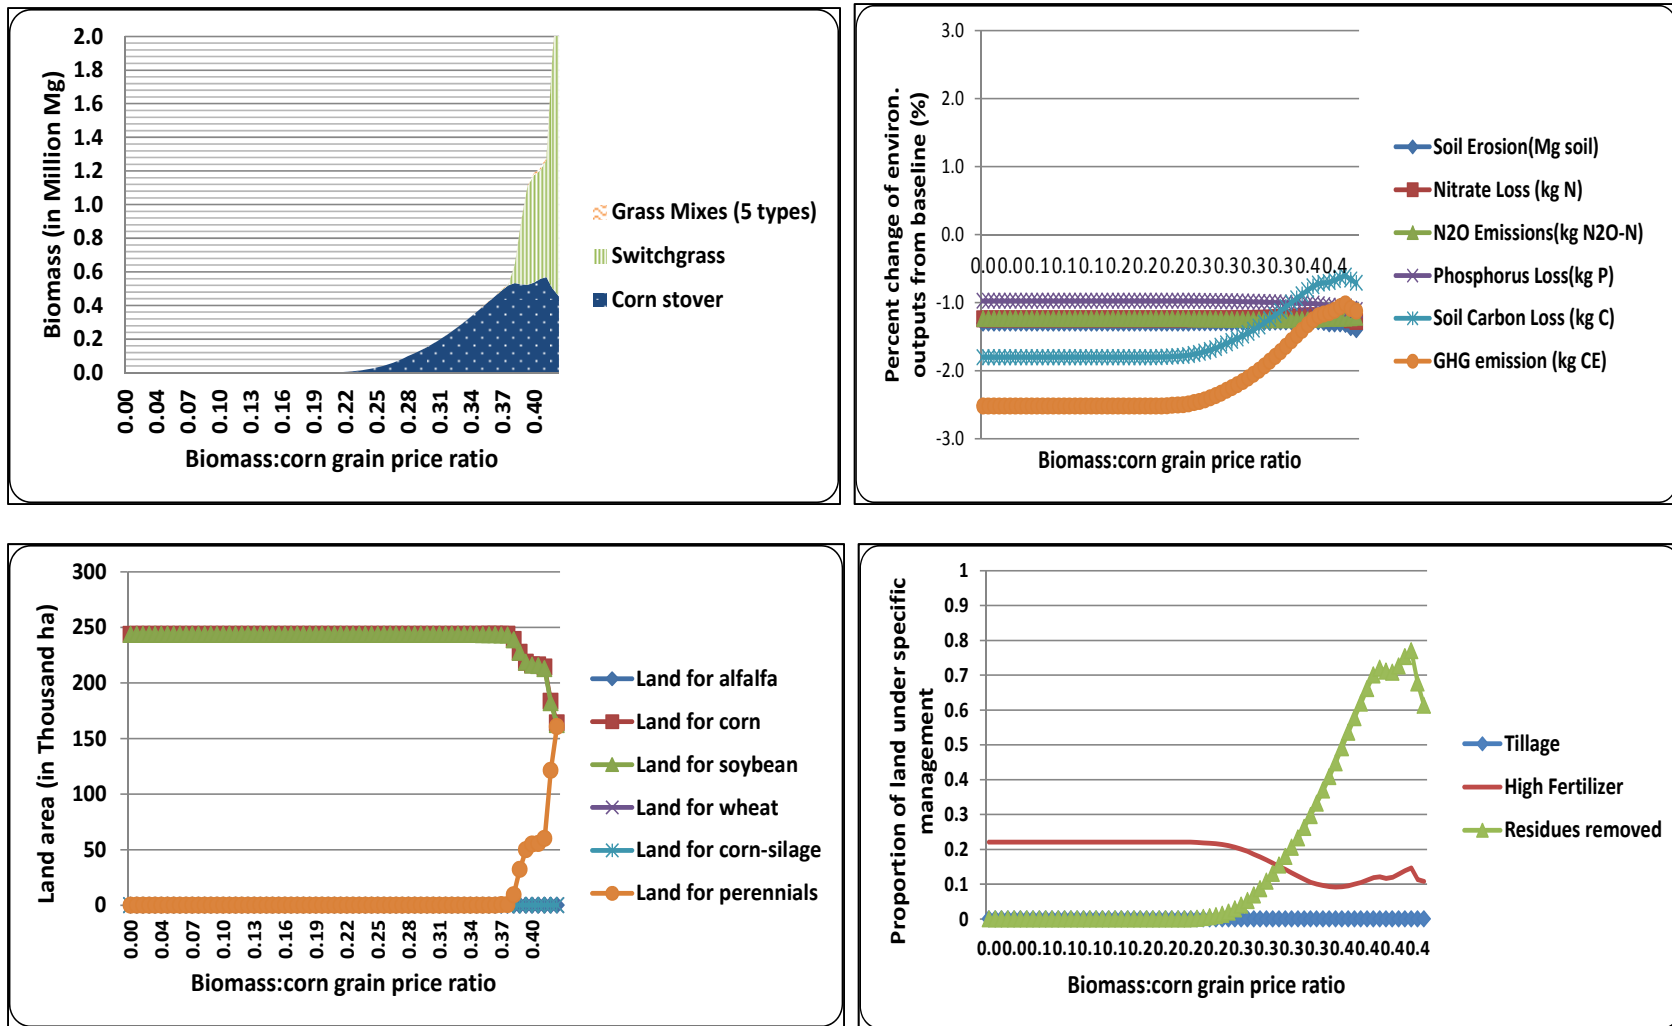 Biomass (in Million Mg)
2.0
1.8
1.6
1.4
1.2
1.0
0.8
0.6
0.4
0.2
0.0
0.00 0.04 0.07 0.10 0.13 0.16 0.19 0.22 0.25 0.28 0.31 0.34 0.37 0.40
Biomass:corn grain price ratio
Grass Mixes (5 types)
Switchgrass
Corn stover
Percent change of environ.
outputs from baseline (%)
3.0
2.0
1.0
0.0
-1.0
-2.0
-3.0
0.00.00.10.10.10.10.20.20.30.30.30.40.4
Biomass:corn grain price ratio
Soil Erosion(Mg soil)
Nitrate Loss (kg N)
N2O Emissions(kg N2O-N)
Phosphorus Loss(kg P)
Soil Carbon Loss (kg C)
GHG emission (kg CE)
Land area (in Thousand ha)
300
250
200
150
100
50
0
0.00 0.04 0.07 0.10 0.13 0.16 0.19 0.22 0.25 0.28 0.31 0.34 0.37 0.40
Biomass:corn grain price ratio
Land for alfalfa
Land for corn
Land for soybean
Land for wheat
Land for corn-silage
Land for perennials
Proportion of land under specific
management
1
0.9
0.8
0.7
0.6
0.5
0.4
0.3
0.2
0.1
0
0.00.00.10.10.10.10.20.20.30.30.30.30.40.40.4
Biomass:corn grain price ratio
Tillage
High Fertilizer
Residues removed